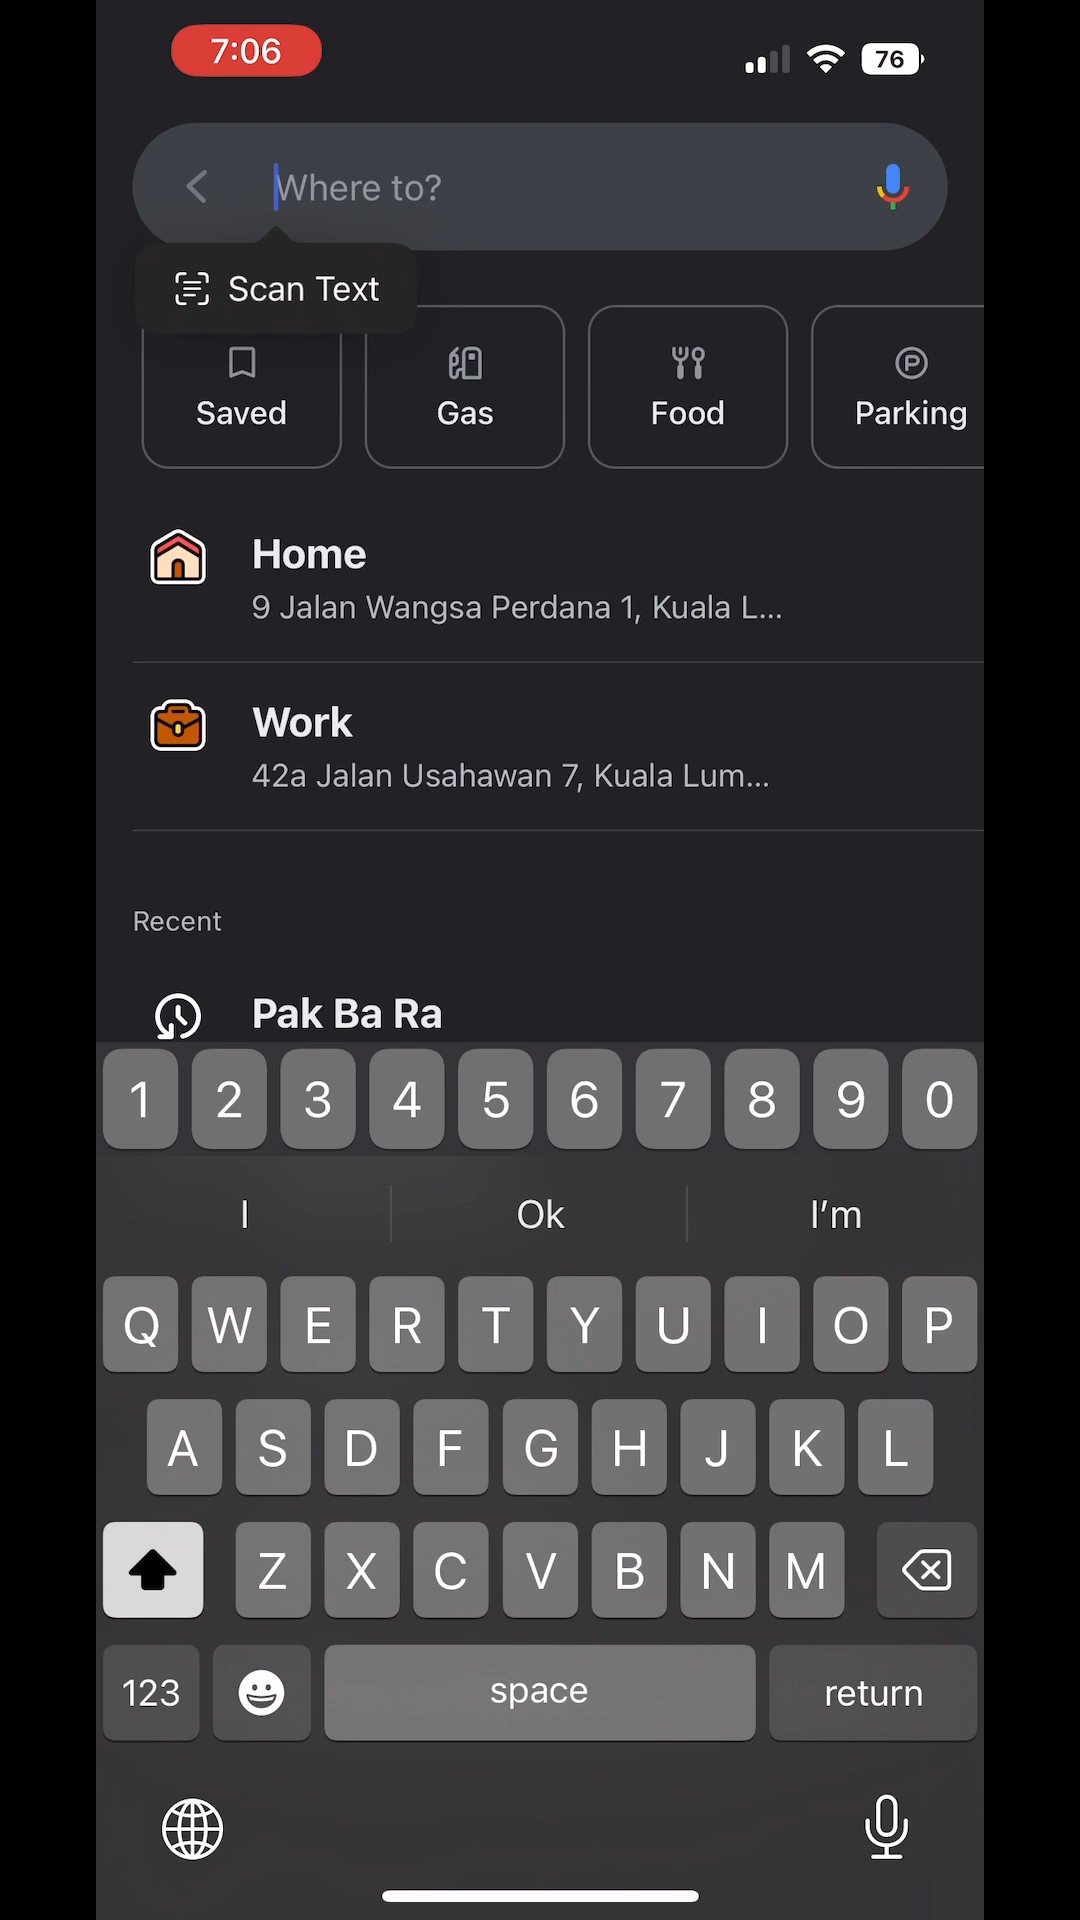 7:06
76
Where to?
Scan Text
Saved
Gas
Food
Parking
Home
9 Jalan Wangsa Perdana 1, Kuala L...
Work
42a Jalan Usahawan 7, Kuala Lum...
Recent
Pak Ba Ra
1 2 3 4 5 6 7 8 9 0
I Ok I'm
Q W E R T Y U I O P
A S D F G H J K L
Z X C V B N M
123 space return